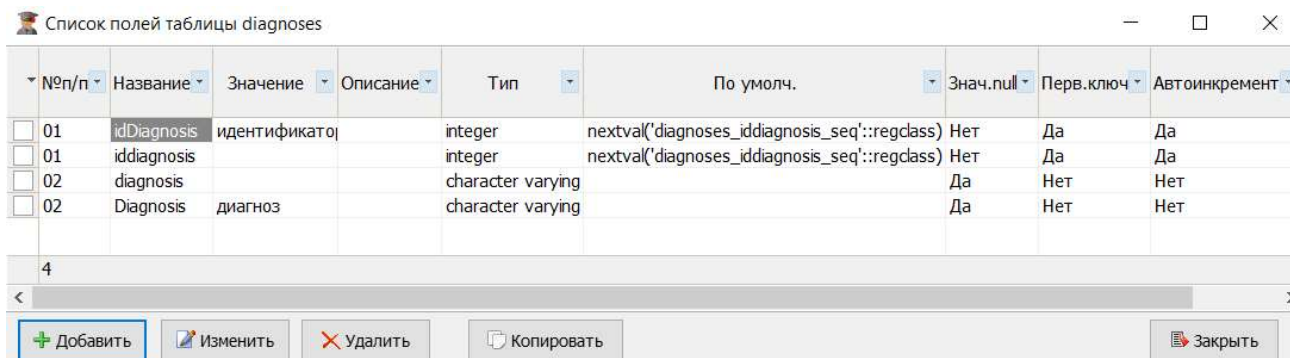 Список полей таблицы diagnoses
№п/п Название Значение Описание Тип По умолч. Знач.null Перв.ключ Автоинкремент
01 idDiagnosis идентификатор integer nextval('diagnoses_iddiagnosis_seq'::regclass) Нет Да Да
01 iddiagnosis integer nextval('diagnoses_iddiagnosis_seq'::regclass) Нет Да Да
02 diagnosis character varying Да Нет Нет
02 Diagnosis диагноз character varying Да Нет Нет
4
Добавить Изменить Удалить Копировать Закрыть